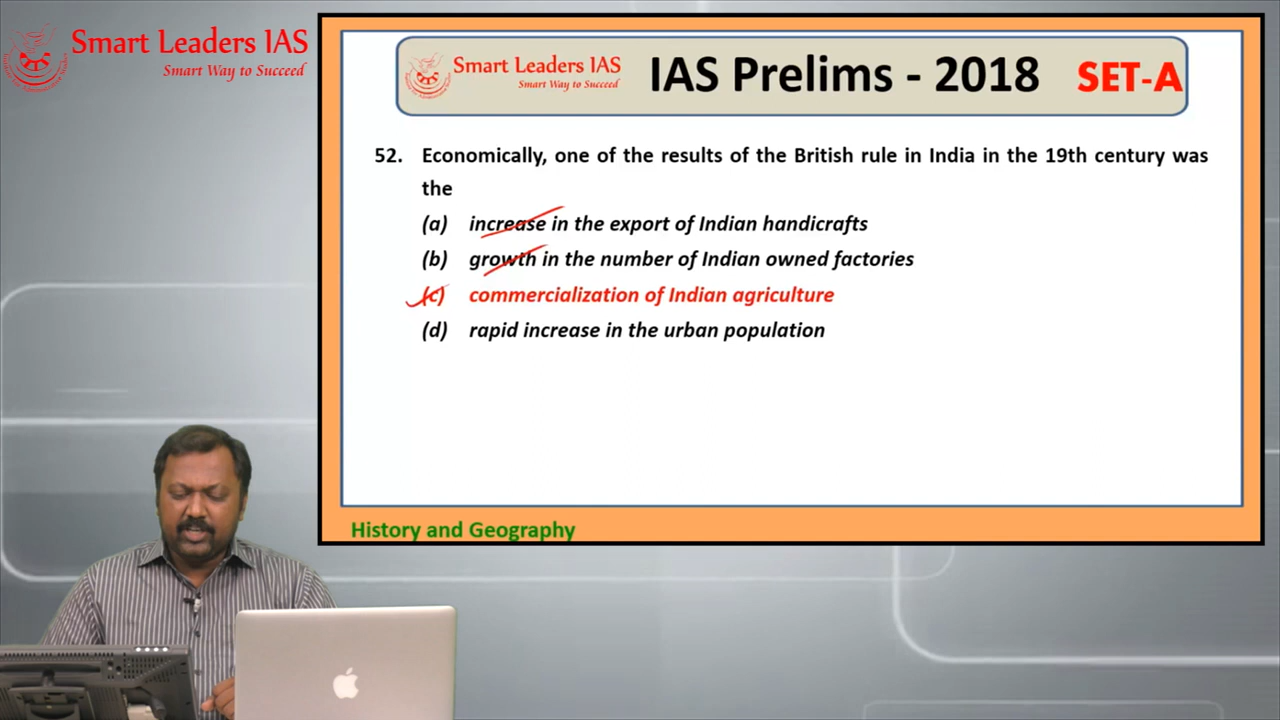 Smart Leaders IAS
Smart Way to Succeed
Smart Leaders IAS
Smart Way to Succeed
IAS Prelims - 2018 SET-A
52. Economically, one of the results of the British rule in India in the 19th century was
the
(a) increase in the export of Indian handicrafts
(b) growth in the number of Indian owned factories
(c) commercialization of Indian agriculture
(d) rapid increase in the urban population
History and Geography